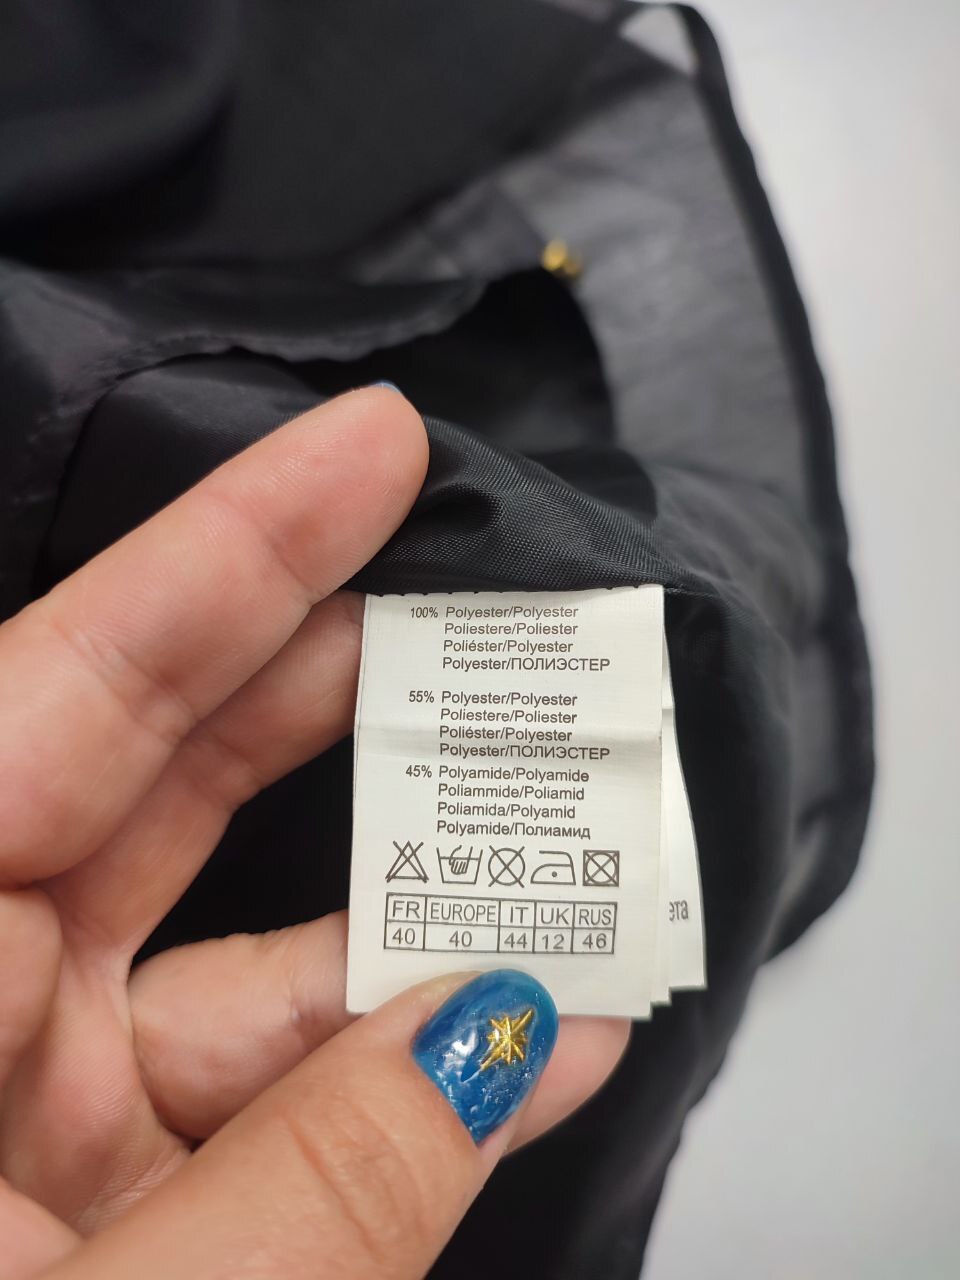 100% Polyester/Polyester
Poliestere/Poliester
Poliéster/Polyester
Polyester/ПОЛИЭСТЕР
55% Polyester/Polyester
Poliestere/Poliester
Poliéster/Polyester
Polyester/ПОЛИЭСТЕР
45% Polyamide/Polyamide
Poliammide/Poliamid
Poliamida/Polyamid
Polyamide/Полиамид
FR EUROPE IT UK RUS
40 40 44 12 46